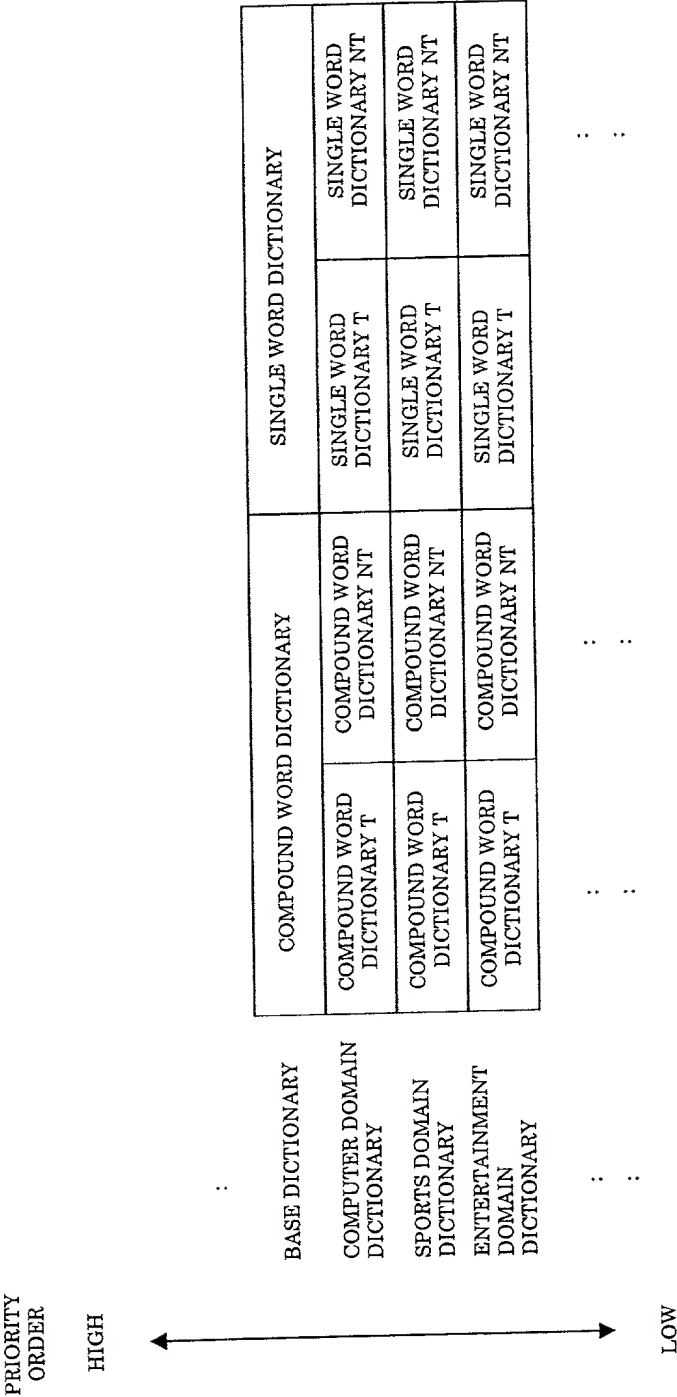 PRIORITY
ORDER
HIGH
LOW
:
BASE DICTIONARY
COMPOUND WORD DICTIONARY
SINGLE WORD DICTIONARY
COMPUTER DOMAIN
DICTIONARY
COMPOUND WORD
DICTIONARY T
COMPOUND WORD
DICTIONARY NT
SINGLE WORD
DICTIONARY T
SINGLE WORD
DICTIONARY NT
SPORTS DOMAIN
DICTIONARY
COMPOUND WORD
DICTIONARY T
COMPOUND WORD
DICTIONARY NT
SINGLE WORD
DICTIONARY T
SINGLE WORD
DICTIONARY NT
ENTERTAINMENT
DOMAIN
DICTIONARY
COMPOUND WORD
DICTIONARY T
COMPOUND WORD
DICTIONARY NT
SINGLE WORD
DICTIONARY T
SINGLE WORD
DICTIONARY NT
: : : :
: : : :